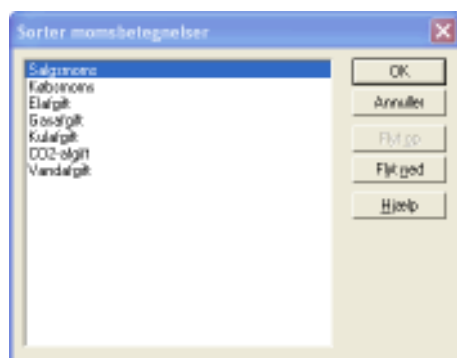 Sorter momsbetegnelser
Salgsmoms
Købsmoms
Elafgift
Gasafgift
Kulafgift
CO2-afgift
Vandafgift
OK
Annuller
Flyt op
Flyt ned
Hjælp